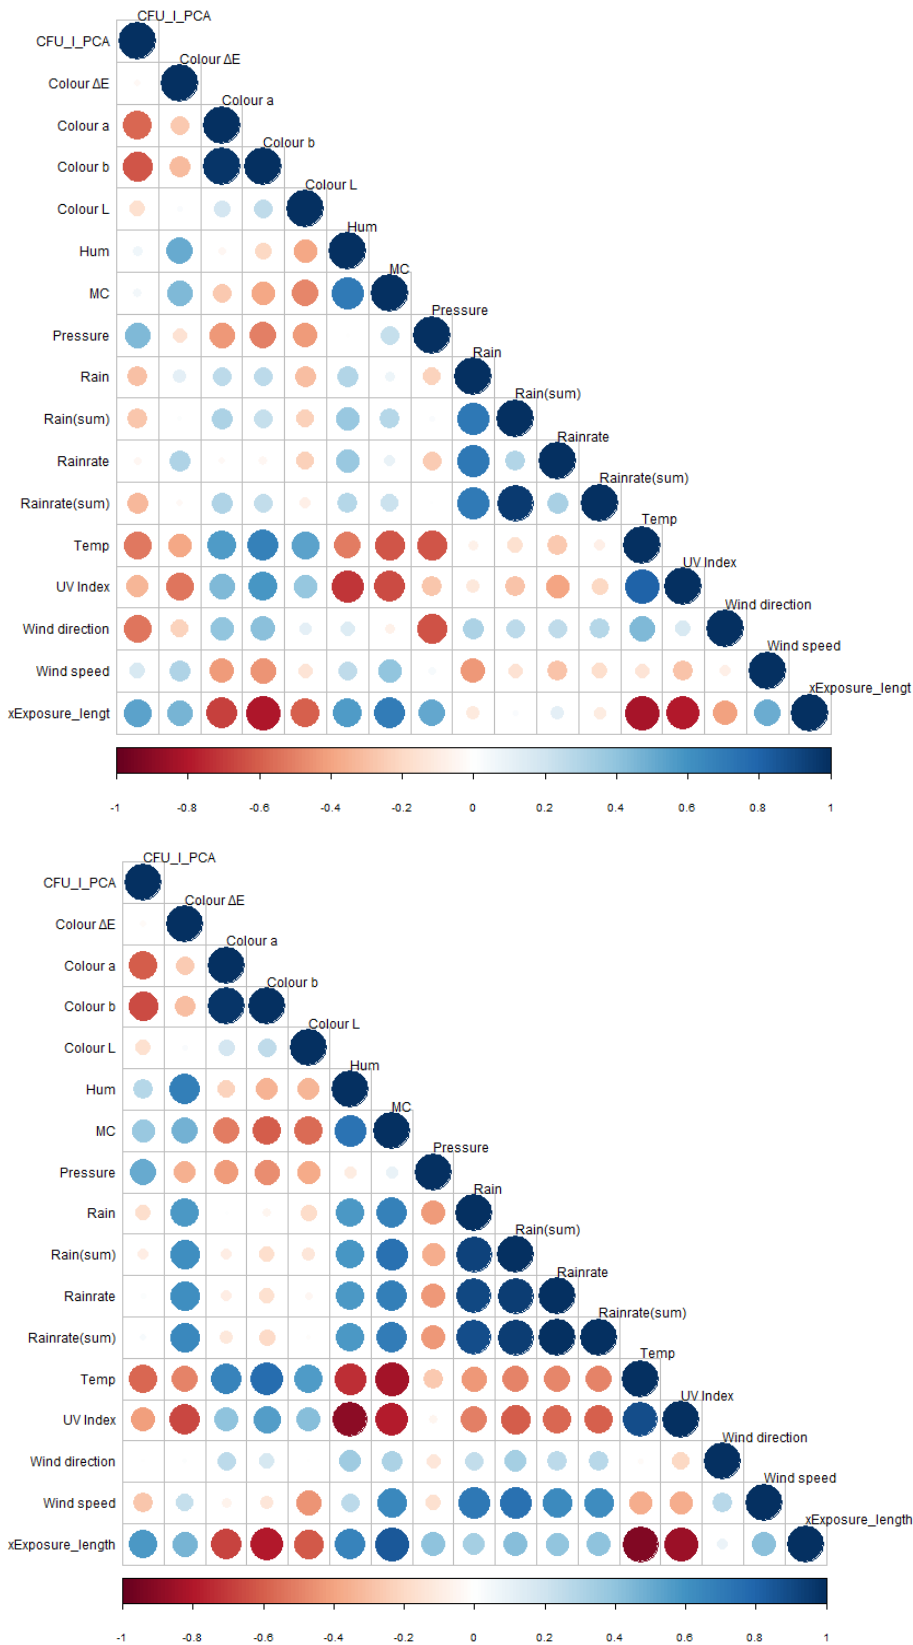 CFU_I_PCA
CFU_I_PCA
Colour ΔE
Colour ΔE
Colour a
Colour a
Colour b
Colour b
Colour L
Colour L
Hum
Hum
MC
MC
Pressure
Pressure
Rain
Rain
Rain(sum)
Rain(sum)
Rainrate
Rainrate
Rainrate(sum)
Rainrate(sum)
Temp
Temp
UV Index
UV Index
Wind direction
Wind direction
Wind speed
Wind speed
xExposure_lengt
xExposure_lengt
-1 -0.8 -0.6 -0.4 -0.2 0 0.2 0.4 0.6 0.8 1
CFU_I_PCA
CFU_I_PCA
Colour ΔE
Colour ΔE
Colour a
Colour a
Colour b
Colour b
Colour L
Colour L
Hum
Hum
MC
MC
Pressure
Pressure
Rain
Rain
Rain(sum)
Rain(sum)
Rainrate
Rainrate
Rainrate(sum)
Rainrate(sum)
Temp
Temp
UV Index
UV Index
Wind direction
Wind direction
Wind speed
Wind speed
xExposure_length
xExposure_length
-1 -0.8 -0.6 -0.4 -0.2 0 0.2 0.4 0.6 0.8 1